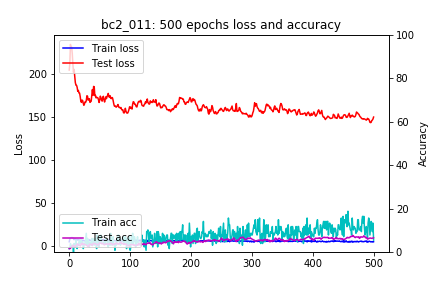 bc2_011: 500 epochs loss and accuracy
Train loss
Test loss
Train acc
Test acc
Loss
Accuracy
200
150
100
50
0
100
80
60
40
20
0
0 100 200 300 400 500